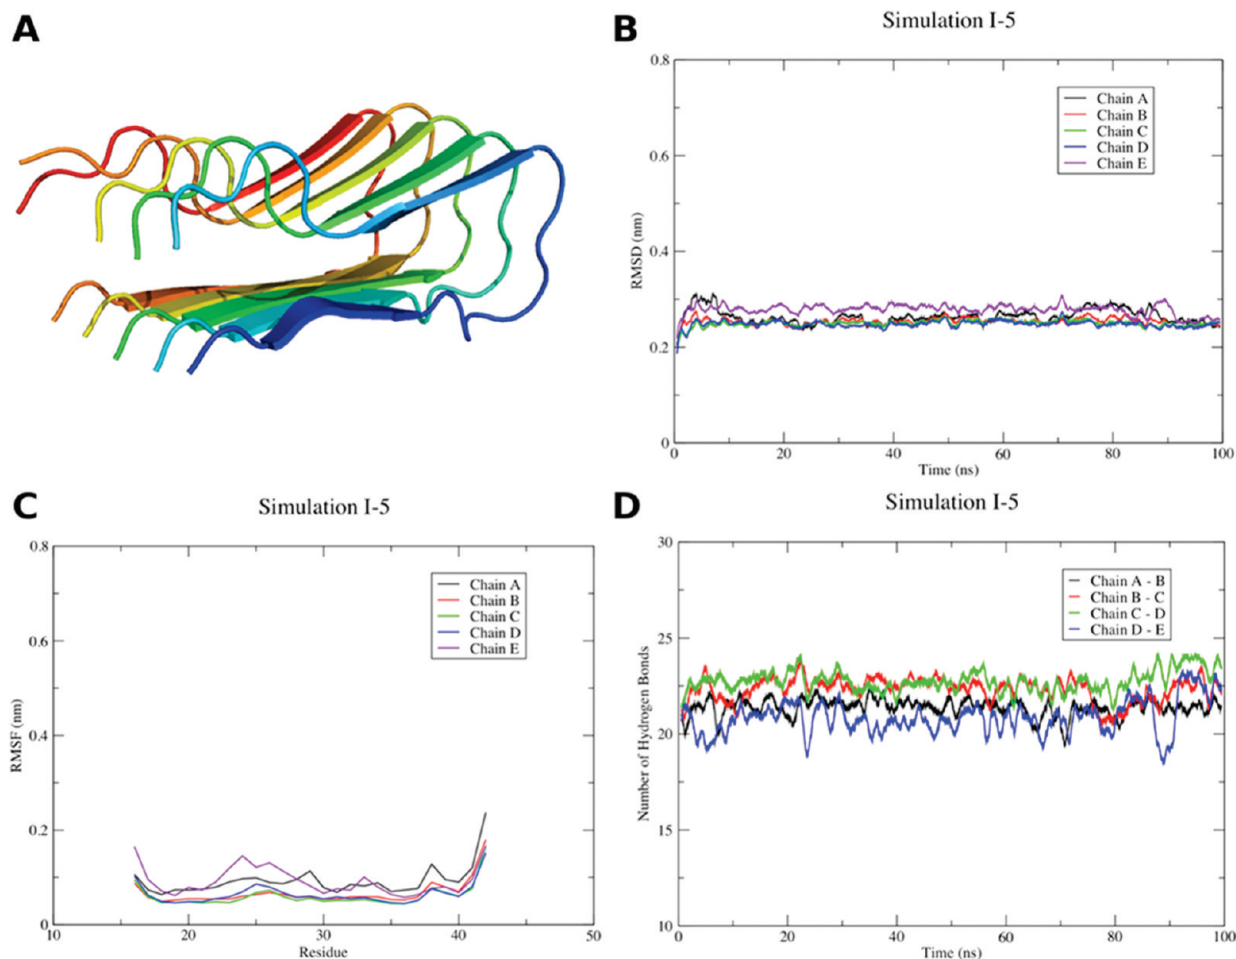 A
B
Simulation I-5
0.8
0.6
0.4
0.2
0
RMSD (nm)
Chain A
Chain B
Chain C
Chain D
Chain E
0
20
40
60
80
100
Time (ns)
C
Simulation I-5
0.8
0.6
0.4
0.2
0
RMSF (nm)
Chain A
Chain B
Chain C
Chain D
Chain E
10
20
30
40
50
Residue
D
Simulation I-5
30
25
20
15
10
Number of Hydrogen Bonds
Chain A - B
Chain B - C
Chain C - D
Chain D - E
0
20
40
60
80
100
Time (ns)